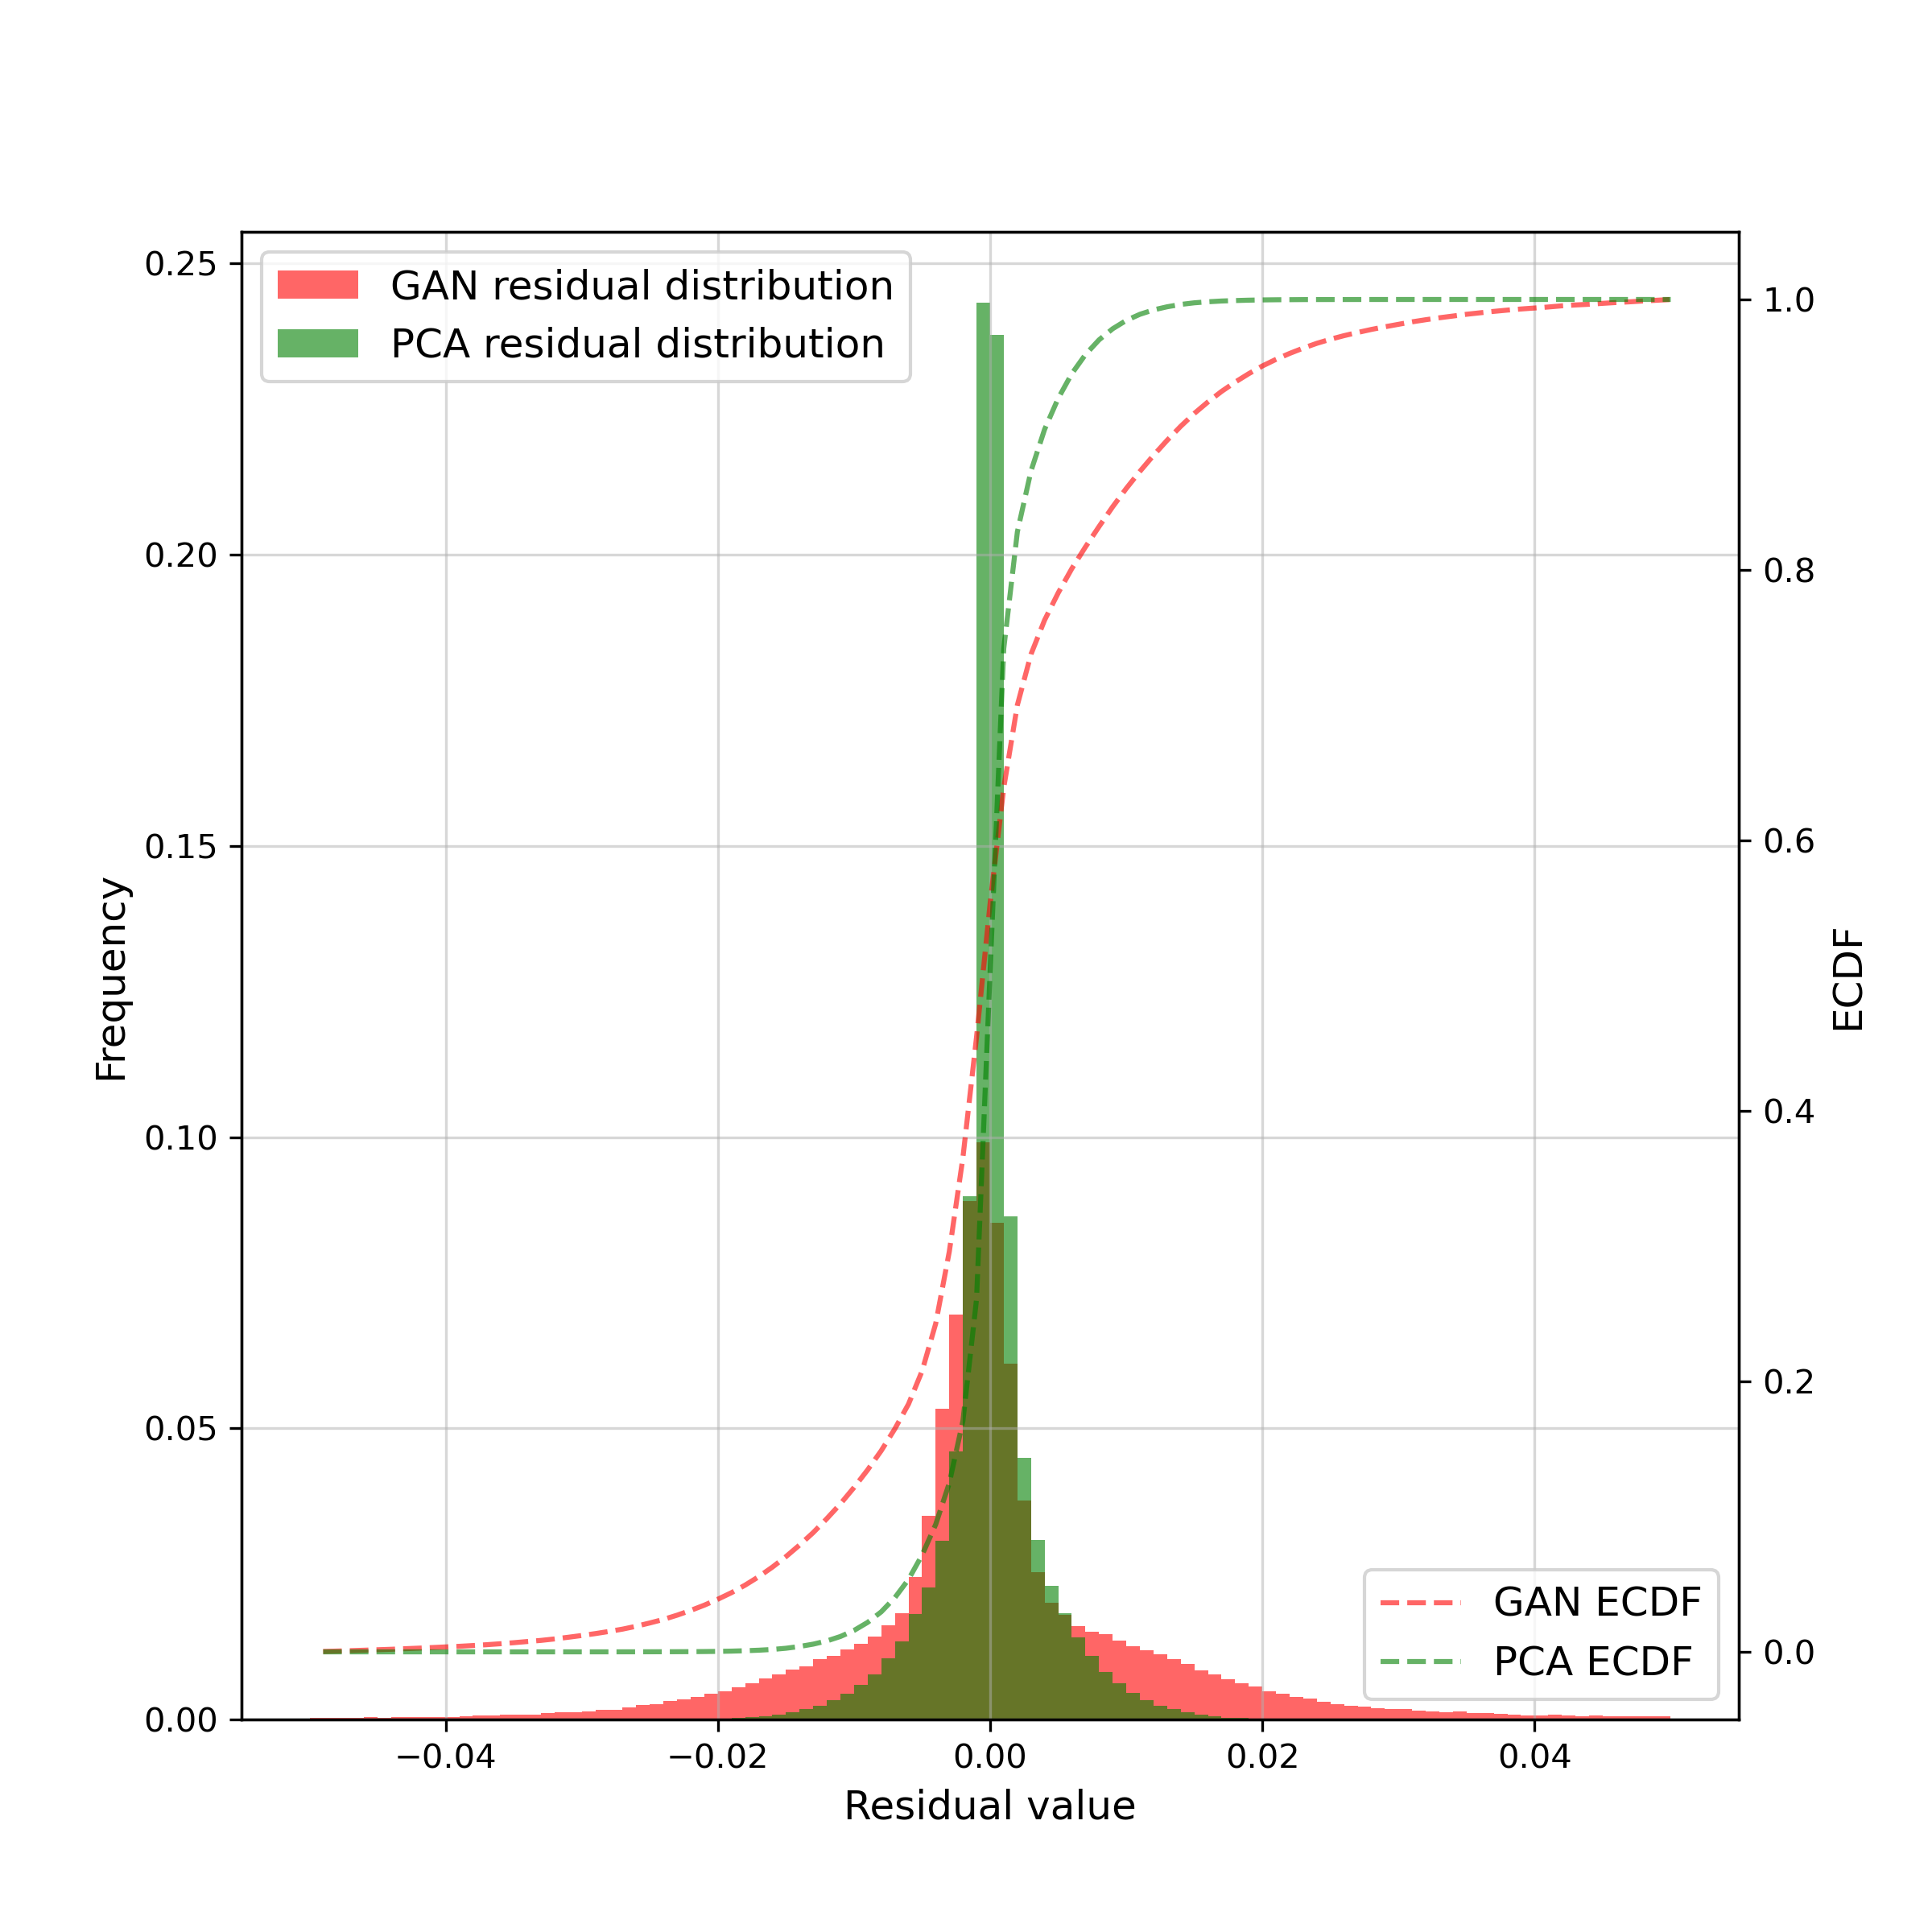 GAN residual distribution
PCA residual distribution
0.25
0.20
0.15
0.10
0.05
0.00
Frequency
1.0
0.8
0.6
0.4
0.2
0.0
ECDF
GAN ECDF
PCA ECDF
−0.04
−0.02
0.00
0.02
0.04
Residual value